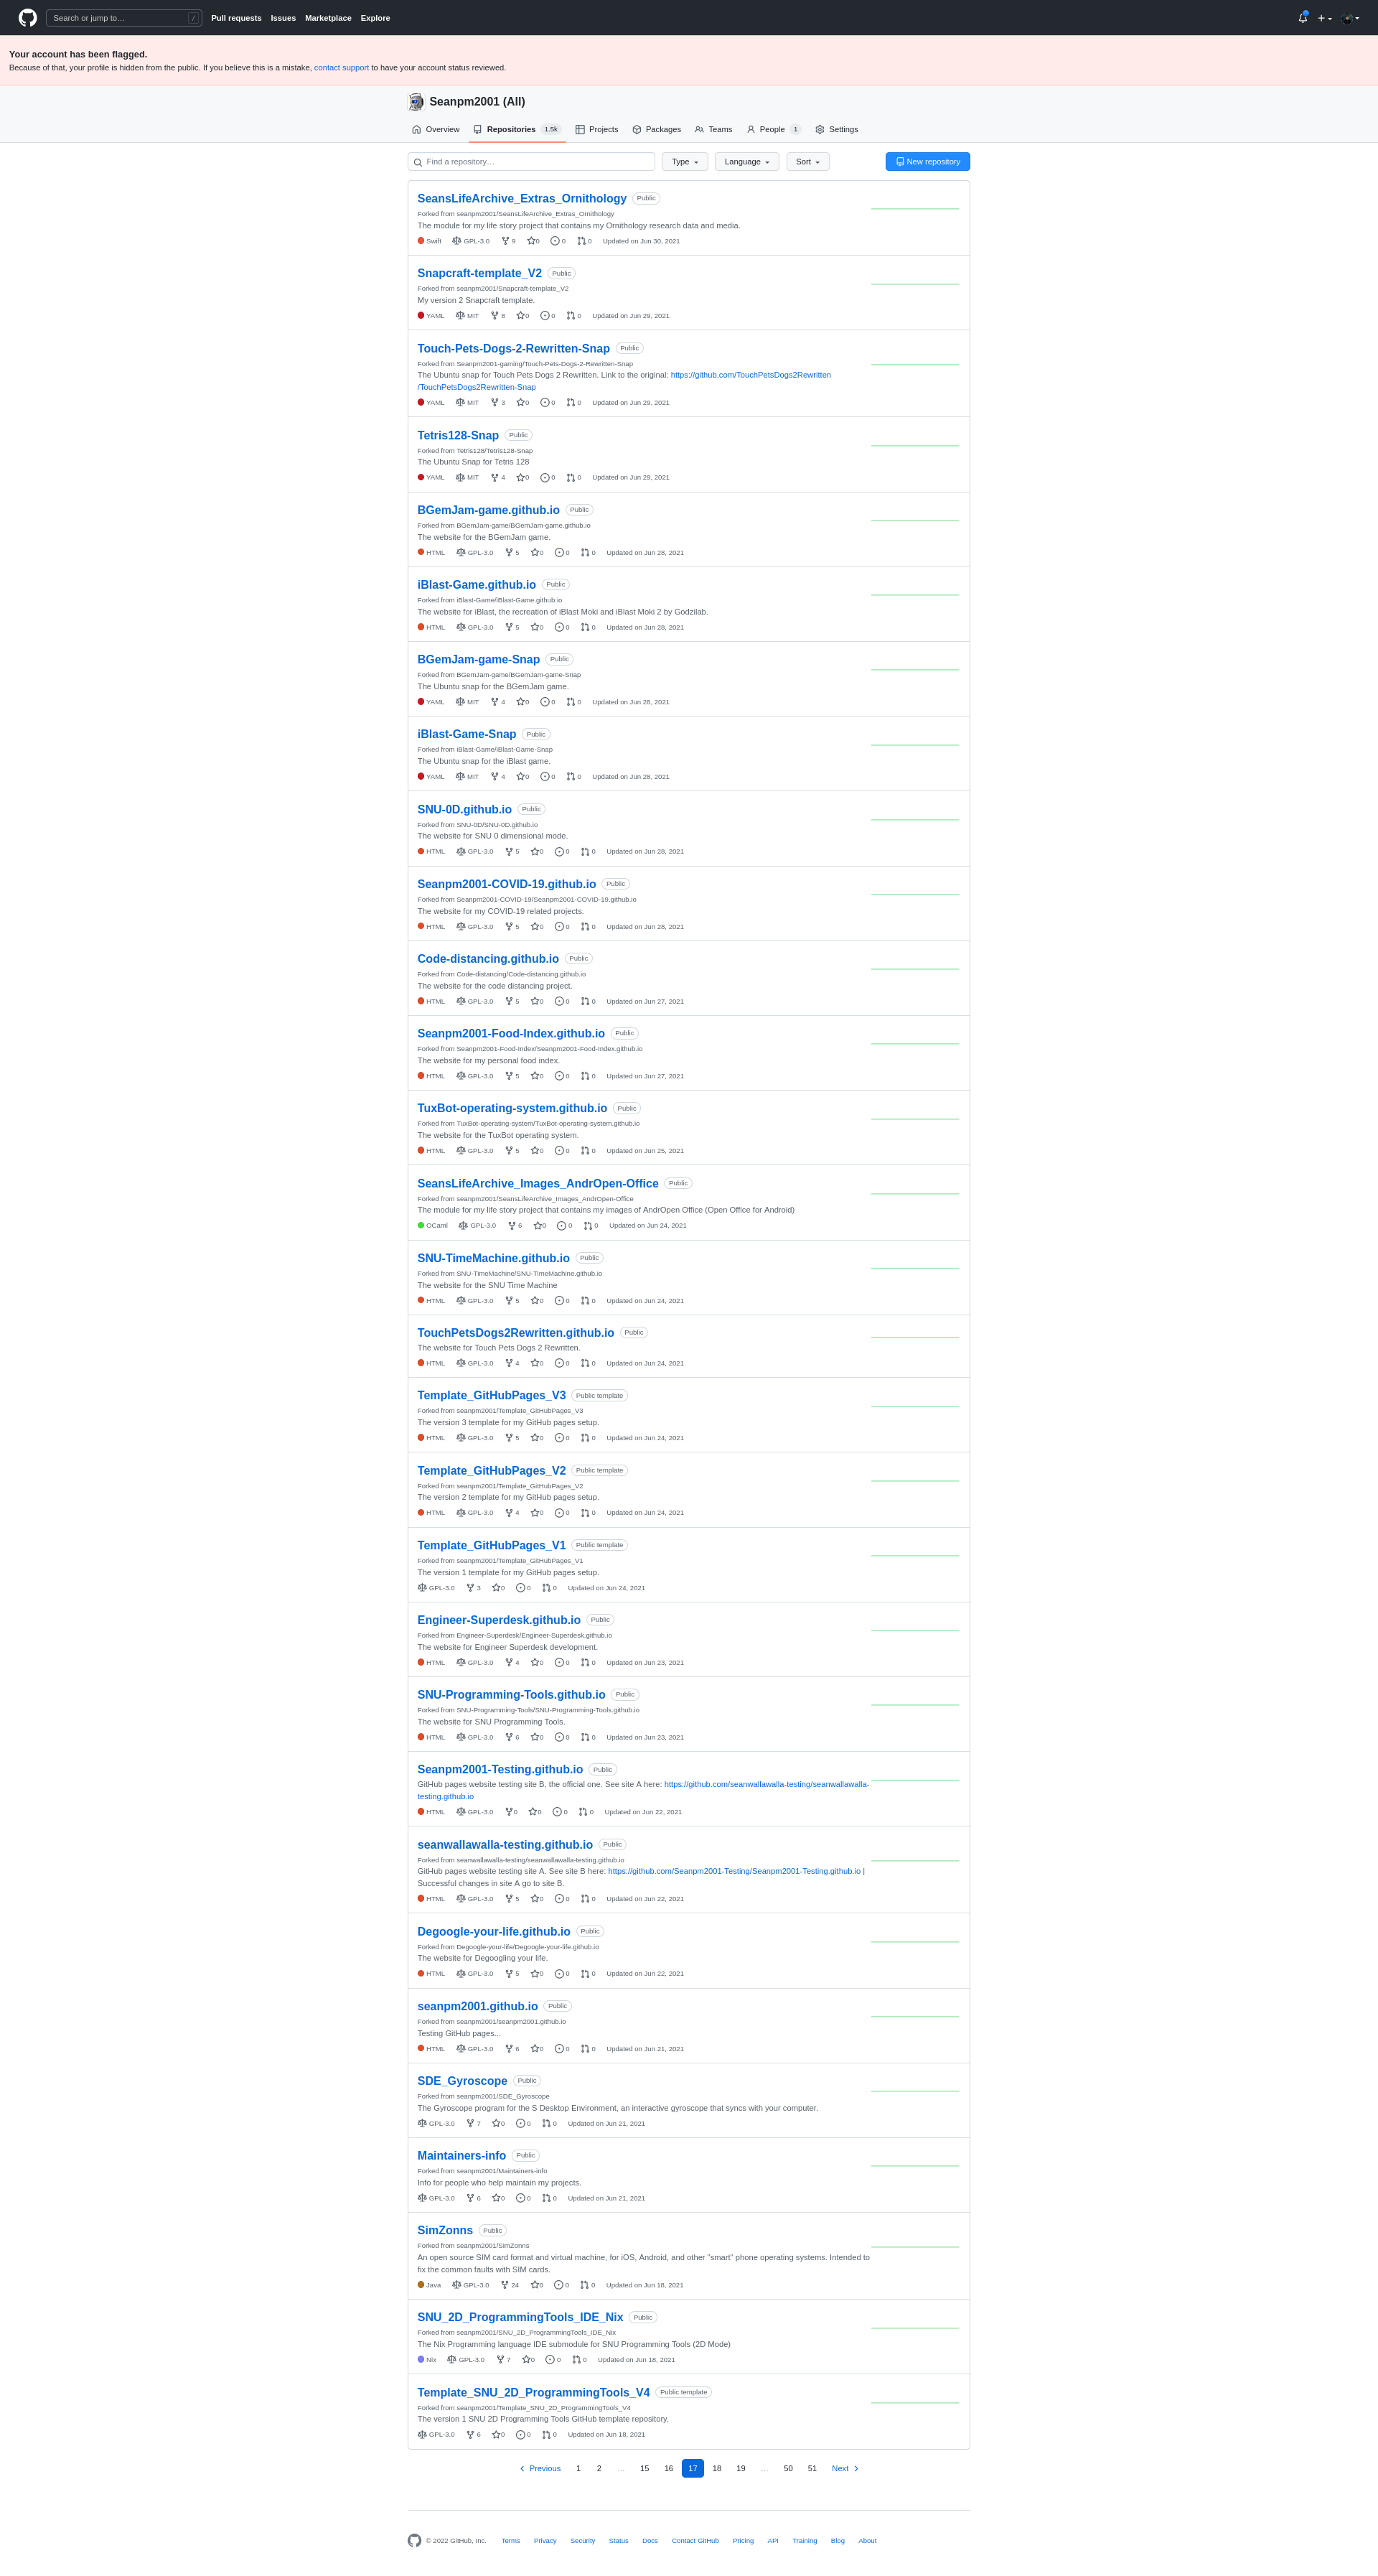 Search or jump to… /
Pull requests Issues Marketplace Explore
Your account has been flagged.
Because of that, your profile is hidden from the public. If you believe this is a mistake, contact support to have your account status reviewed.
Seanpm2001 (All)
Overview Repositories 1.5k Projects Packages Teams People 1 Settings
Find a repository… Type Language Sort New repository
SeansLifeArchive_Extras_Ornithology Public
Forked from seanpm2001/SeansLifeArchive_Extras_Ornithology
The module for my life story project that contains my Ornithology research data and media.
Swift GPL-3.0 9 0 0 0 Updated on Jun 30, 2021
Snapcraft-template_V2 Public
Forked from seanpm2001/Snapcraft-template_V2
My version 2 Snapcraft template.
YAML MIT 8 0 0 0 Updated on Jun 29, 2021
Touch-Pets-Dogs-2-Rewritten-Snap Public
Forked from Seanpm2001-gaming/Touch-Pets-Dogs-2-Rewritten-Snap
The Ubuntu snap for Touch Pets Dogs 2 Rewritten. Link to the original: https://github.com/TouchPetsDogs2Rewritten
/TouchPetsDogs2Rewritten-Snap
YAML MIT 3 0 0 0 Updated on Jun 29, 2021
Tetris128-Snap Public
Forked from Tetris128/Tetris128-Snap
The Ubuntu Snap for Tetris 128
YAML MIT 4 0 0 0 Updated on Jun 29, 2021
BGemJam-game.github.io Public
Forked from BGemJam-game/BGemJam-game.github.io
The website for the BGemJam game.
HTML GPL-3.0 5 0 0 0 Updated on Jun 28, 2021
iBlast-Game.github.io Public
Forked from iBlast-Game/iBlast-Game.github.io
The website for iBlast, the recreation of iBlast Moki and iBlast Moki 2 by Godzilab.
HTML GPL-3.0 5 0 0 0 Updated on Jun 28, 2021
BGemJam-game-Snap Public
Forked from BGemJam-game/BGemJam-game-Snap
The Ubuntu snap for the BGemJam game.
YAML MIT 4 0 0 0 Updated on Jun 28, 2021
iBlast-Game-Snap Public
Forked from iBlast-Game/iBlast-Game-Snap
The Ubuntu snap for the iBlast game.
YAML MIT 4 0 0 0 Updated on Jun 28, 2021
SNU-0D.github.io Public
Forked from SNU-0D/SNU-0D.github.io
The website for SNU 0 dimensional mode.
HTML GPL-3.0 5 0 0 0 Updated on Jun 28, 2021
Seanpm2001-COVID-19.github.io Public
Forked from Seanpm2001-COVID-19/Seanpm2001-COVID-19.github.io
The website for my COVID-19 related projects.
HTML GPL-3.0 5 0 0 0 Updated on Jun 28, 2021
Code-distancing.github.io Public
Forked from Code-distancing/Code-distancing.github.io
The website for the code distancing project.
HTML GPL-3.0 5 0 0 0 Updated on Jun 27, 2021
Seanpm2001-Food-Index.github.io Public
Forked from Seanpm2001-Food-Index/Seanpm2001-Food-Index.github.io
The website for my personal food index.
HTML GPL-3.0 5 0 0 0 Updated on Jun 27, 2021
TuxBot-operating-system.github.io Public
Forked from TuxBot-operating-system/TuxBot-operating-system.github.io
The website for the TuxBot operating system.
HTML GPL-3.0 5 0 0 0 Updated on Jun 25, 2021
SeansLifeArchive_Images_AndrOpen-Office Public
Forked from seanpm2001/SeansLifeArchive_Images_AndrOpen-Office
The module for my life story project that contains my images of AndrOpen Office (Open Office for Android)
OCaml GPL-3.0 6 0 0 0 Updated on Jun 24, 2021
SNU-TimeMachine.github.io Public
Forked from SNU-TimeMachine/SNU-TimeMachine.github.io
The website for the SNU Time Machine
HTML GPL-3.0 5 0 0 0 Updated on Jun 24, 2021
TouchPetsDogs2Rewritten.github.io Public
The website for Touch Pets Dogs 2 Rewritten.
HTML GPL-3.0 4 0 0 0 Updated on Jun 24, 2021
Template_GitHubPages_V3 Public template
Forked from seanpm2001/Template_GitHubPages_V3
The version 3 template for my GitHub pages setup.
HTML GPL-3.0 5 0 0 0 Updated on Jun 24, 2021
Template_GitHubPages_V2 Public template
Forked from seanpm2001/Template_GitHubPages_V2
The version 2 template for my GitHub pages setup.
HTML GPL-3.0 4 0 0 0 Updated on Jun 24, 2021
Template_GitHubPages_V1 Public template
Forked from seanpm2001/Template_GitHubPages_V1
The version 1 template for my GitHub pages setup.
GPL-3.0 3 0 0 0 Updated on Jun 24, 2021
Engineer-Superdesk.github.io Public
Forked from Engineer-Superdesk/Engineer-Superdesk.github.io
The website for Engineer Superdesk development.
HTML GPL-3.0 4 0 0 0 Updated on Jun 23, 2021
SNU-Programming-Tools.github.io Public
Forked from SNU-Programming-Tools/SNU-Programming-Tools.github.io
The website for SNU Programming Tools.
HTML GPL-3.0 6 0 0 0 Updated on Jun 23, 2021
Seanpm2001-Testing.github.io Public
GitHub pages website testing site B, the official one. See site A here: https://github.com/seanwallawalla-testing/seanwallawalla-
testing.github.io
HTML GPL-3.0 0 0 0 0 Updated on Jun 22, 2021
seanwallawalla-testing.github.io Public
Forked from seanwallawalla-testing/seanwallawalla-testing.github.io
GitHub pages website testing site A. See site B here: https://github.com/Seanpm2001-Testing/Seanpm2001-Testing.github.io |
Successful changes in site A go to site B.
HTML GPL-3.0 5 0 0 0 Updated on Jun 22, 2021
Degoogle-your-life.github.io Public
Forked from Degoogle-your-life/Degoogle-your-life.github.io
The website for Degoogling your life.
HTML GPL-3.0 5 0 0 0 Updated on Jun 22, 2021
seanpm2001.github.io Public
Forked from seanpm2001/seanpm2001.github.io
Testing GitHub pages...
HTML GPL-3.0 6 0 0 0 Updated on Jun 21, 2021
SDE_Gyroscope Public
Forked from seanpm2001/SDE_Gyroscope
The Gyroscope program for the S Desktop Environment, an interactive gyroscope that syncs with your computer.
GPL-3.0 7 0 0 0 Updated on Jun 21, 2021
Maintainers-info Public
Forked from seanpm2001/Maintainers-info
Info for people who help maintain my projects.
GPL-3.0 6 0 0 0 Updated on Jun 21, 2021
SimZonns Public
Forked from seanpm2001/SimZonns
An open source SIM card format and virtual machine, for iOS, Android, and other "smart" phone operating systems. Intended to
fix the common faults with SIM cards.
Java GPL-3.0 24 0 0 0 Updated on Jun 18, 2021
SNU_2D_ProgrammingTools_IDE_Nix Public
Forked from seanpm2001/SNU_2D_ProgrammingTools_IDE_Nix
The Nix Programming language IDE submodule for SNU Programming Tools (2D Mode)
Nix GPL-3.0 7 0 0 0 Updated on Jun 18, 2021
Template_SNU_2D_ProgrammingTools_V4 Public template
Forked from seanpm2001/Template_SNU_2D_ProgrammingTools_V4
The version 1 SNU 2D Programming Tools GitHub template repository.
GPL-3.0 6 0 0 0 Updated on Jun 18, 2021
Previous 1 2 … 15 16 17 18 19 … 50 51 Next
© 2022 GitHub, Inc. Terms Privacy Security Status Docs Contact GitHub Pricing API Training Blog About